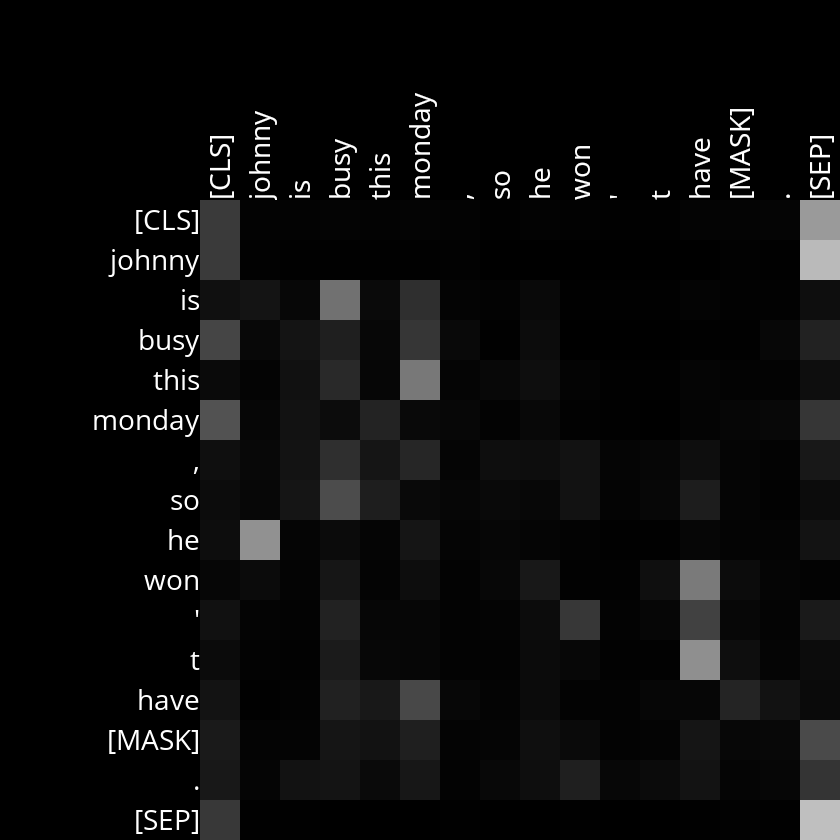 [CLS] johnny is busy this monday , so he won ' t have [MASK] . [SEP]
[CLS]
johnny
is
busy
this
monday
,
so
he
won
'
t
have
[MASK]
.
[SEP]